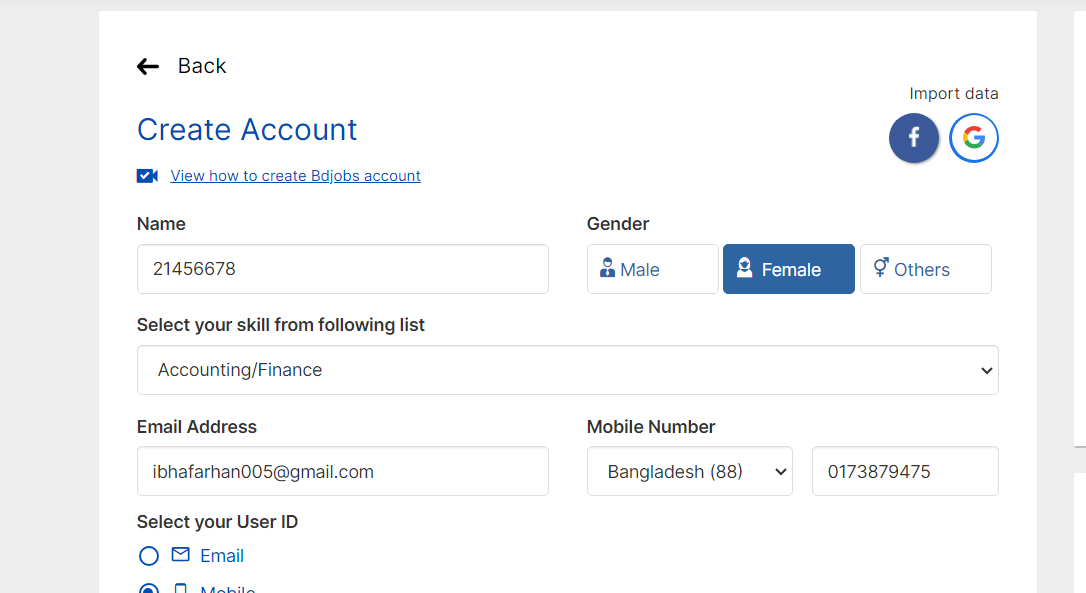 Back
Import data
Create Account
View how to create Bdjobs account
Name
Gender
21456678
Male
Female
Others
Select your skill from following list
Accounting/Finance
Email Address
Mobile Number
ibhafarhan005@gmail.com
Bangladesh (88)
0173879475
Select your User ID
Email
Mobile